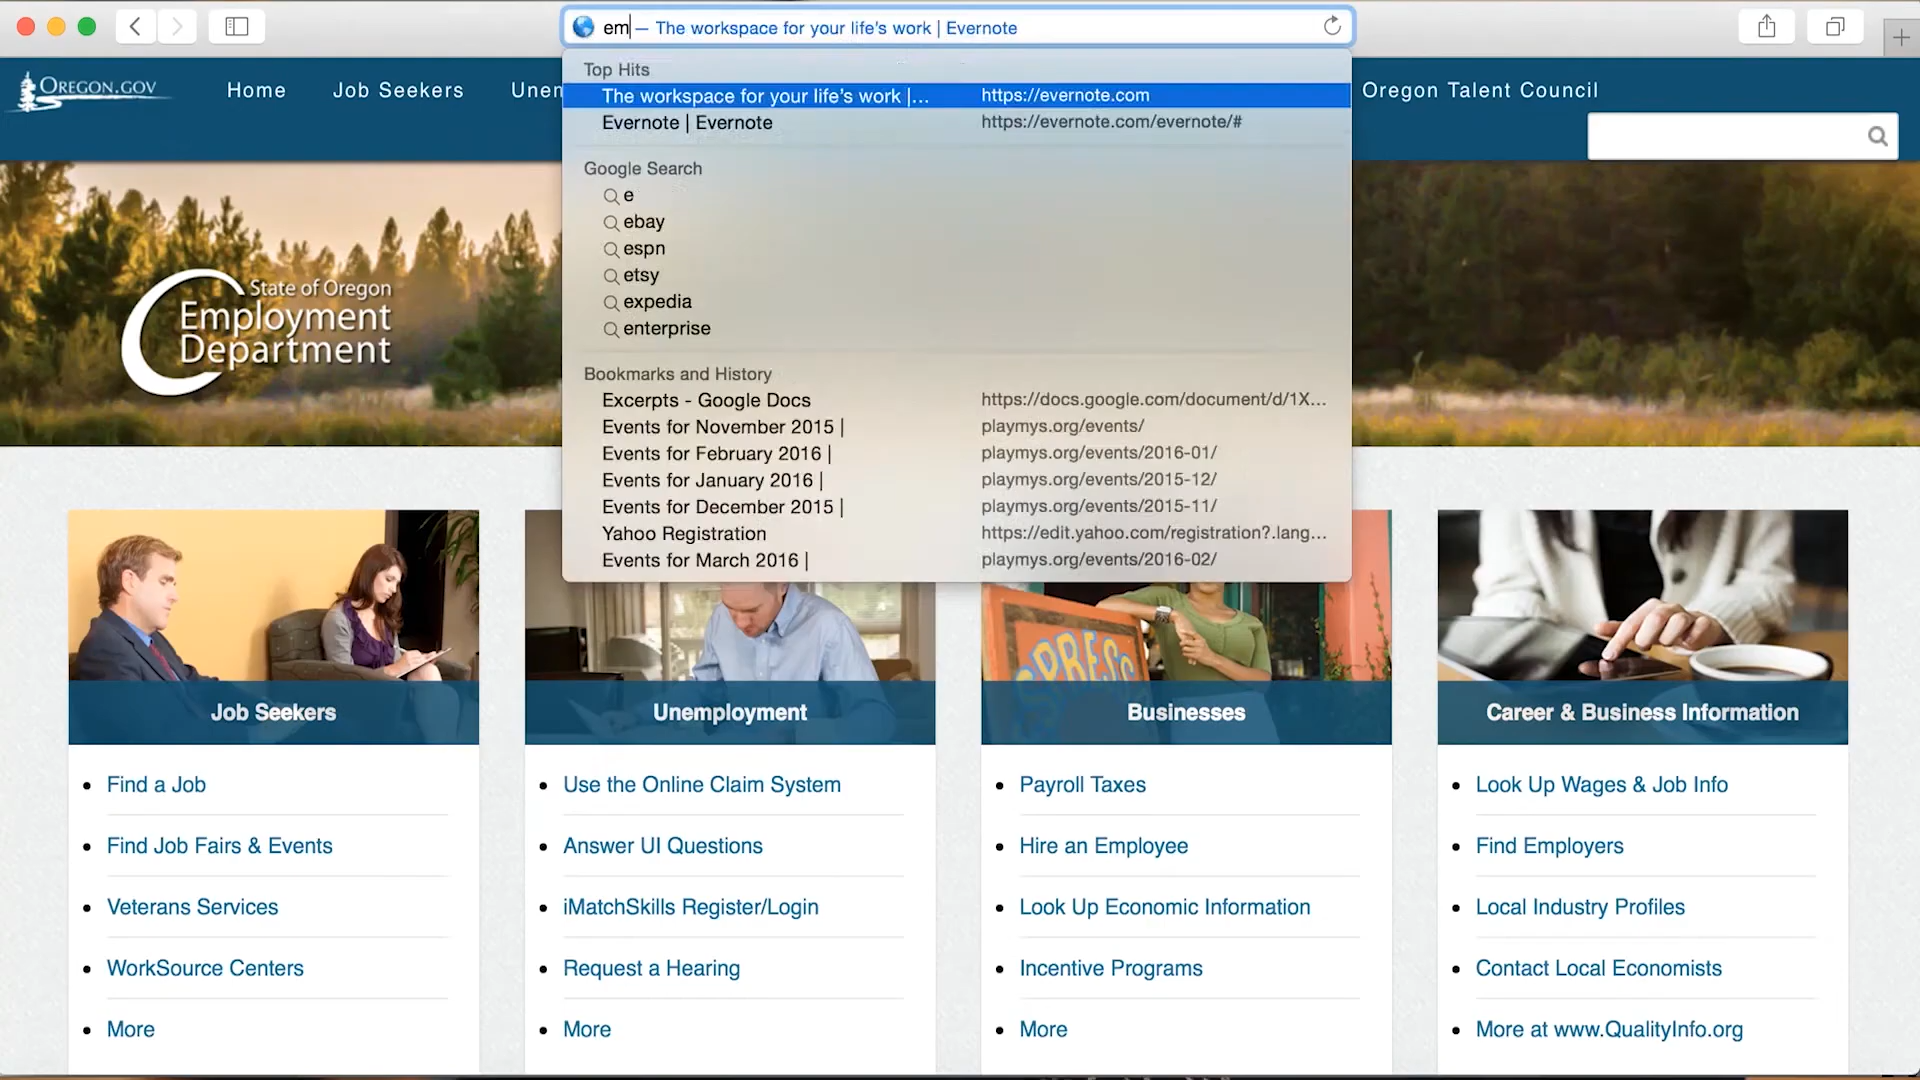 em — The workspace for your life's work | Evernote
OREGON.GOV
Home
Job Seekers
Unem
Oregon Talent Council
Top Hits
The workspace for your life's work |... https://evernote.com
Evernote | Evernote https://evernote.com/evernote/#
Google Search
e
ebay
espn
etsy
expedia
enterprise
Bookmarks and History
Excerpts - Google Docs https://docs.google.com/document/d/1X...
Events for November 2015 | playmys.org/events/
Events for February 2016 | playmys.org/events/2016-01/
Events for January 2016 | playmys.org/events/2015-12/
Events for December 2015 | playmys.org/events/2015-11/
Yahoo Registration https://edit.yahoo.com/registration?.lang...
Events for March 2016 | playmys.org/events/2016-02/
State of Oregon
Employment
Department
Job Seekers
Find a Job
Find Job Fairs & Events
Veterans Services
WorkSource Centers
More
Unemployment
Use the Online Claim System
Answer UI Questions
iMatchSkills Register/Login
Request a Hearing
More
SPRESS
Businesses
Payroll Taxes
Hire an Employee
Look Up Economic Information
Incentive Programs
More
Career & Business Information
Look Up Wages & Job Info
Find Employers
Local Industry Profiles
Contact Local Economists
More at www.QualityInfo.org